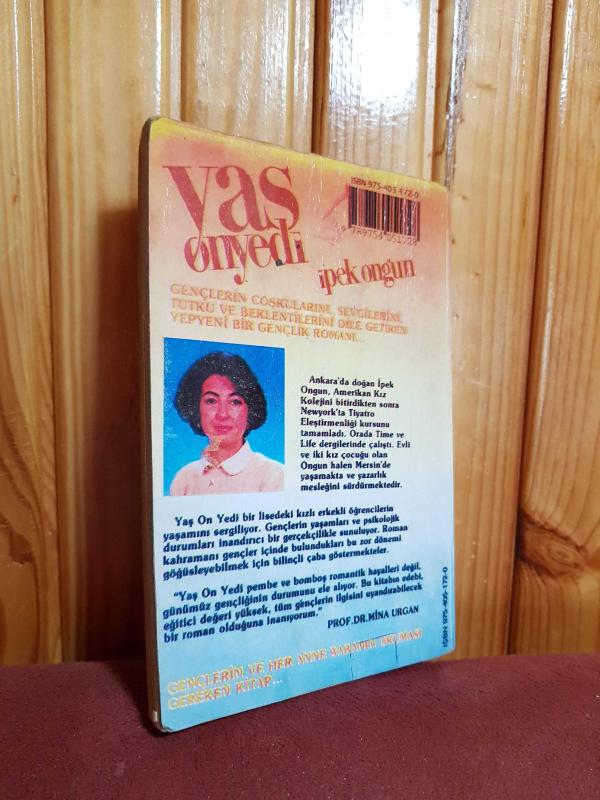 yaş
onyedi
ipek ongun
ISBN 975-405-172-0
GENÇLERİN COŞKULARINI, SEVGİLERİNİ,
TUTKU VE BEKLENTİLERİNİ DİLE GETİREN
YEPYENİ BİR GENÇLİK ROMANI...
Ankara'da doğan İpek
Ongun, Amerikan Kız
Kolejini bitirdikten sonra
Newyork'ta Tiyatro
Eleştirmenliği kursunu
tamamladı. Orada Time ve
Life dergilerinde çalıştı. Evli
ve iki kız çocuğu olan
Ongun halen Mersin'de
yaşamakta ve yazarlık
mesleğini sürdürmektedir.
Yaş On Yedi bir lisedeki kızlı erkekli öğrencilerin
yaşamını sergiliyor. Gençlerin yaşamları ve psikolojik
durumları inandırıcı bir gerçekçilikle sunuluyor. Roman
kahramanı gençler içinde bulundukları bu zor dönemi
göğüsleyebilmek için bilinçli çaba göstermekteler.
"Yaş On Yedi pembe ve bomboş romantik hayalleri değil,
günümüz gençliğinin durumunu ele alıyor. Bu kitabın edebi,
eğitici değeri yüksek, tüm gençlerin ilgisini uyandırabilecek
bir roman olduğuna inanıyorum."
PROF.DR.MİNA URGAN
GENÇLERİN VE HER ANNE BABANIN OKUMASI
GEREKEN KİTAP...
ISBN 975-405-172-0